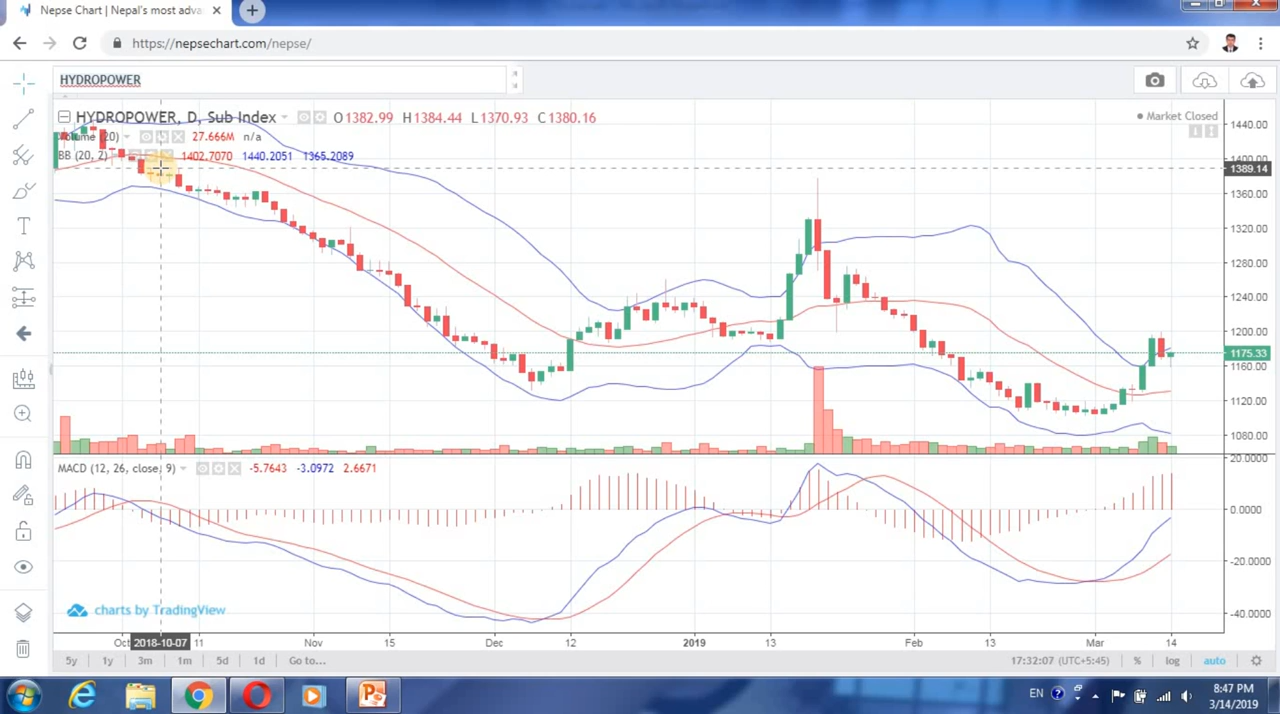 Nepse Chart | Nepal's most adva
https://nepsechart.com/nepse/
HYDROPOWER
HYDROPOWER, D, Sub Index O1382.99 H1384.44 L1370.93 C1380.16
Market Closed
Volume (20) 27.666M n/a
BB (20, 2) 1402.7070 1440.2051 1365.2089
1440.00
1400.00
1389.14
1360.00
1320.00
1280.00
1240.00
1200.00
1175.33
1160.00
1120.00
1080.00
MACD (12, 26, close, 9) -5.7643 -3.0972 2.6671
20.0000
0.0000
-20.0000
-40.0000
charts by TradingView
Oct 2018-10-07 11 Nov 15 Dec 12 2019 13 Feb 13 Mar 14
5y 1y 3m 1m 5d 1d Go to... 17:32:07 (UTC+5:45) % log auto
EN 8:47 PM
3/14/2019